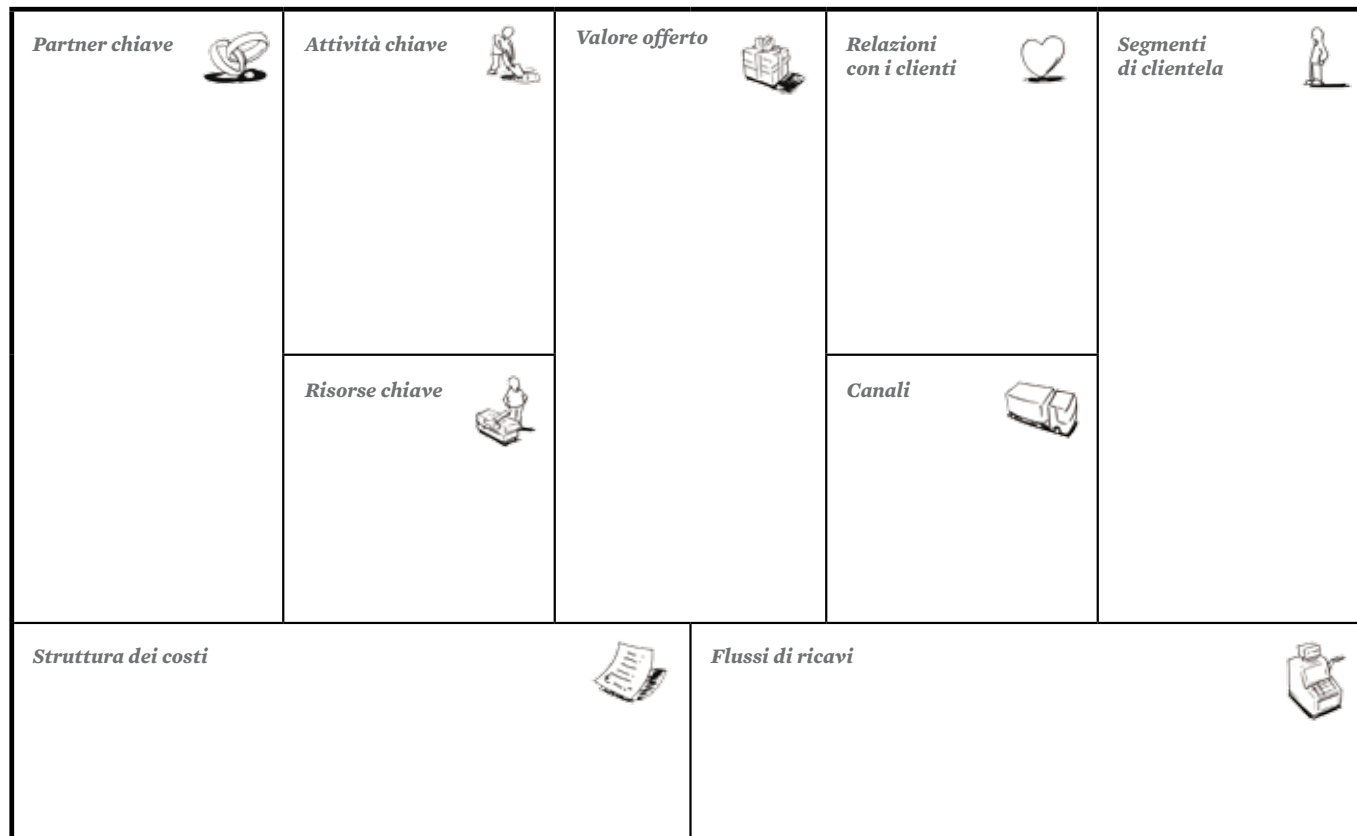 Partner chiave
Attività chiave
Valore offerto
Relazioni
con i clienti
Segmenti
di clientela
Risorse chiave
Canali
Struttura dei costi
Flussi di ricavi